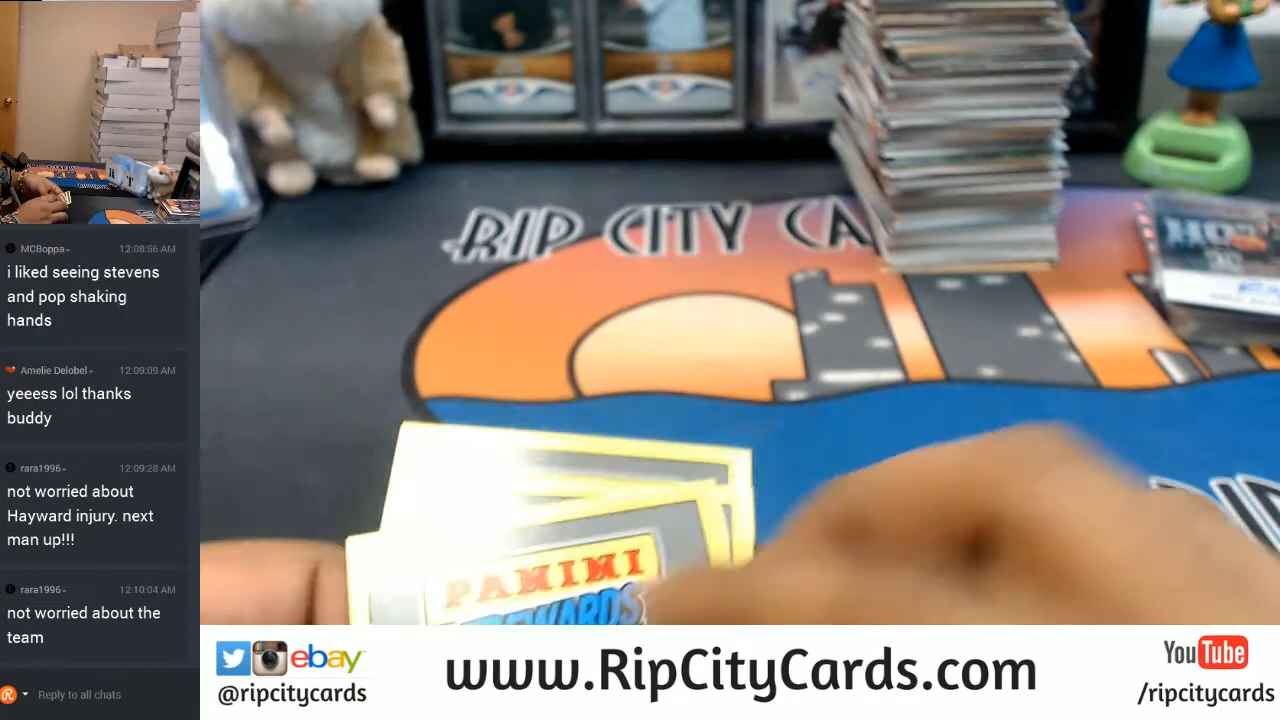 MCBoppa 12:08:56 AM
i liked seeing stevens
and pop shaking
hands
Amelie Delobel 12:09:09 AM
yeeess lol thanks
buddy
rara1996 12:09:28 AM
not worried about
Hayward injury. next
man up!!!
rara1996 12:10:04 AM
not worried about the
team
Reply to all chats
RIP CITY CA
PANINI
REWARDS
ebay
@ripcitycards
www.RipCityCards.com
YouTube
/ripcitycards